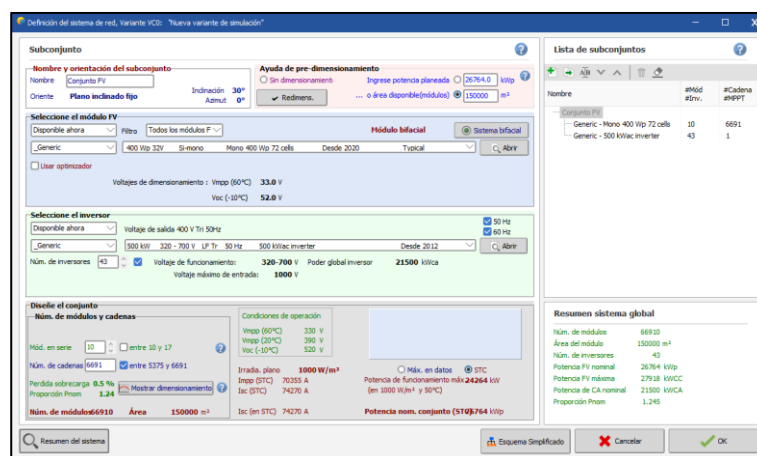 Definición del sistema de red, Variante VC0: "Nueva variante de simulación"
Subconjunto
Nombre y orientación del subconjunto
Nombre Conjunto FV
Oriente Plano inclinado fijo
Inclinación 30°
Azimut 0°
Ayuda de pre-dimensionamiento
Sin dimensionamiento
Ingrese potencia planeada 26764.0 kWp
Redimens.
... o área disponible(módulos) 150000 m²
Seleccione el módulo FV
Disponible ahora Filtro Todos los módulos F Módulo bifacial Sistema bifacial
_Generic 400 Wp 32V Si-mono Mono 400 Wp 72 cells Desde 2020 Typical Abrir
Usar optimizador
Voltajes de dimensionamiento : Vmpp (60°C) 33.0 V
Voc (-10°C) 52.0 V
Seleccione el inversor
Disponible ahora Voltaje de salida 400 V Tri 50Hz
50 Hz
60 Hz
_Generic 500 kW 320 - 700 V LF Tr 50 Hz 500 kWac inverter Desde 2012 Abrir
Núm. de inversores 43 Voltaje de funcionamiento: 320-700 V Poder global inversor 21500 kWca
Voltaje máximo de entrada: 1000 V
Diseñe el conjunto
Núm. de módulos y cadenas
Mód. en serie 10 entre 10 y 17
Núm. de cadenas 6691 entre 5375 y 6691
Perdida sobrecarga 0.5 %
Proporción Pnom 1.24
Mostrar dimensionamiento
Núm. de módulos 66910 Área 150000 m²
Condiciones de operación
Vmpp (60°C) 330 V
Vmpp (20°C) 390 V
Voc (-10°C) 520 V
Irradia. plano 1000 W/m²
Impp (STC) 70355 A
Isc (STC) 74270 A
Isc (en STC) 74270 A
Máx. en datos STC
Potencia de funcionamiento máx 24264 kW
(en 1000 W/m² y 50°C)
Potencia nom. conjunto (STC) 26764 kWp
Lista de subconjuntos
Nombre #Mód #Inv. #Cadena #MPPT
Conjunto FV
Generic - Mono 400 Wp 72 cells 10 6691
Generic - 500 kWac inverter 43 1
Resumen sistema global
Núm. de módulos 66910
Área del módulo 150000 m²
Núm. de inversores 43
Potencia FV nominal 26764 kWp
Potencia FV máxima 27918 kWCC
Potencia de CA nominal 21500 kWCA
Proporción Pnom 1.245
Resumen del sistema
Esquema Simplificado
Cancelar
OK